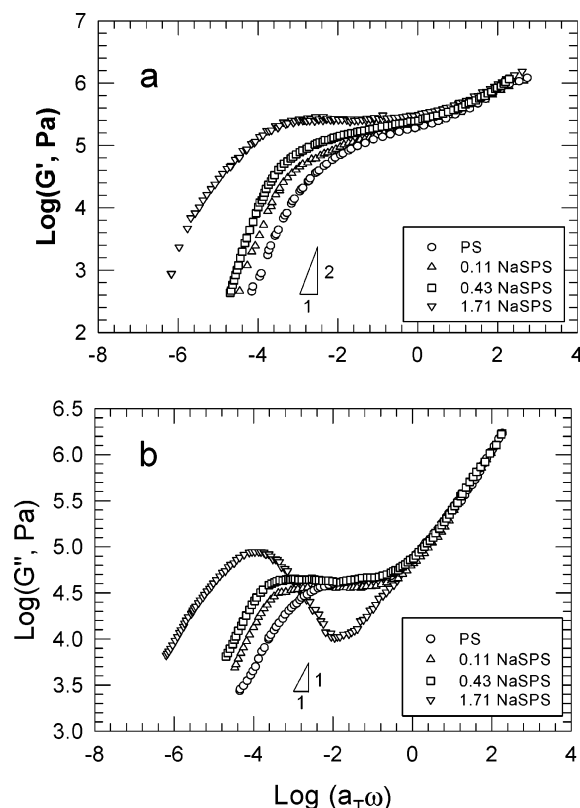 a
Log(G', Pa)
7
6
5
4
3
2
-8 -6 -4 -2 0 2 4
2
1
PS
0.11 NaSPS
0.43 NaSPS
1.71 NaSPS
b
Log(G'', Pa)
6.5
6.0
5.5
5.0
4.5
4.0
3.5
3.0
-8 -6 -4 -2 0 2 4
1
1
PS
0.11 NaSPS
0.43 NaSPS
1.71 NaSPS
Log (aTω)